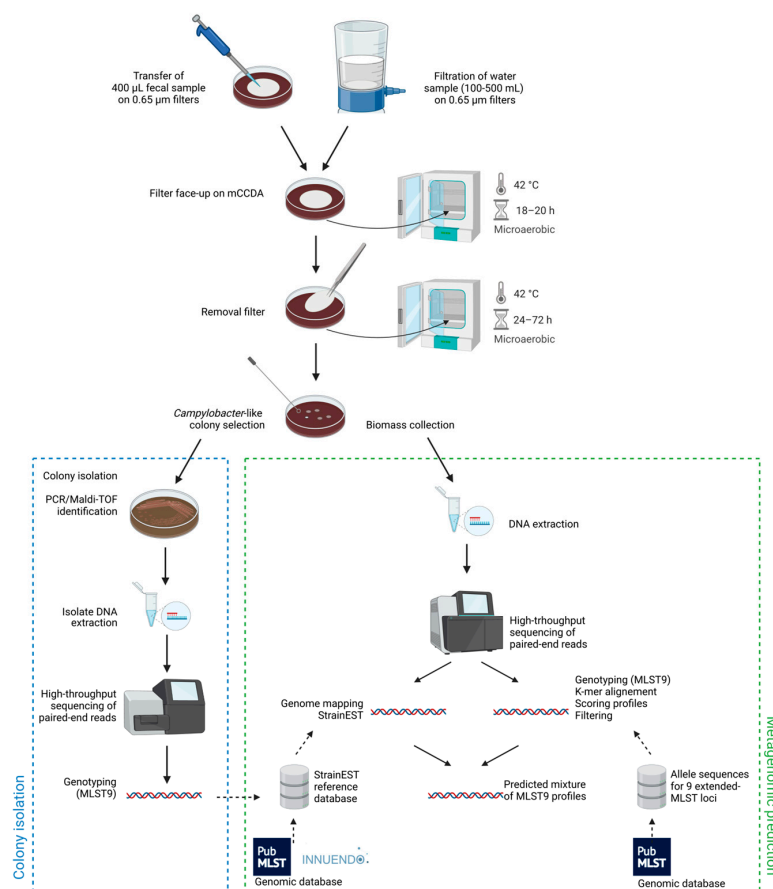 Transfer of
400 µL fecal sample
on 0.65 µm filters
Filtration of water
sample (100-500 mL)
on 0.65 µm filters
Filter face-up on mCCDA
42 °C
18–20 h
Microaerobic
Removal filter
42 °C
24–72 h
Microaerobic
Campylobacter-like
colony selection
Biomass collection
Colony isolation
PCR/Maldi-TOF
identification
DNA extraction
Isolate DNA
extraction
High-trhoughput
sequencing of
paired-end reads
High-throughput
sequencing of
paired-end reads
Genome mapping
StrainEST
Genotyping (MLST9)
K-mer alignement
Scoring profiles
Filtering
Genotyping
(MLST9)
StrainEST
reference
database
Predicted mixture
of MLST9 profiles
Allele sequences
for 9 extended-
MLST loci
Pub
MLST
INNUENDO
Genomic database
Pub
MLST
Genomic database
Colony isolation
Metagenomic prediction